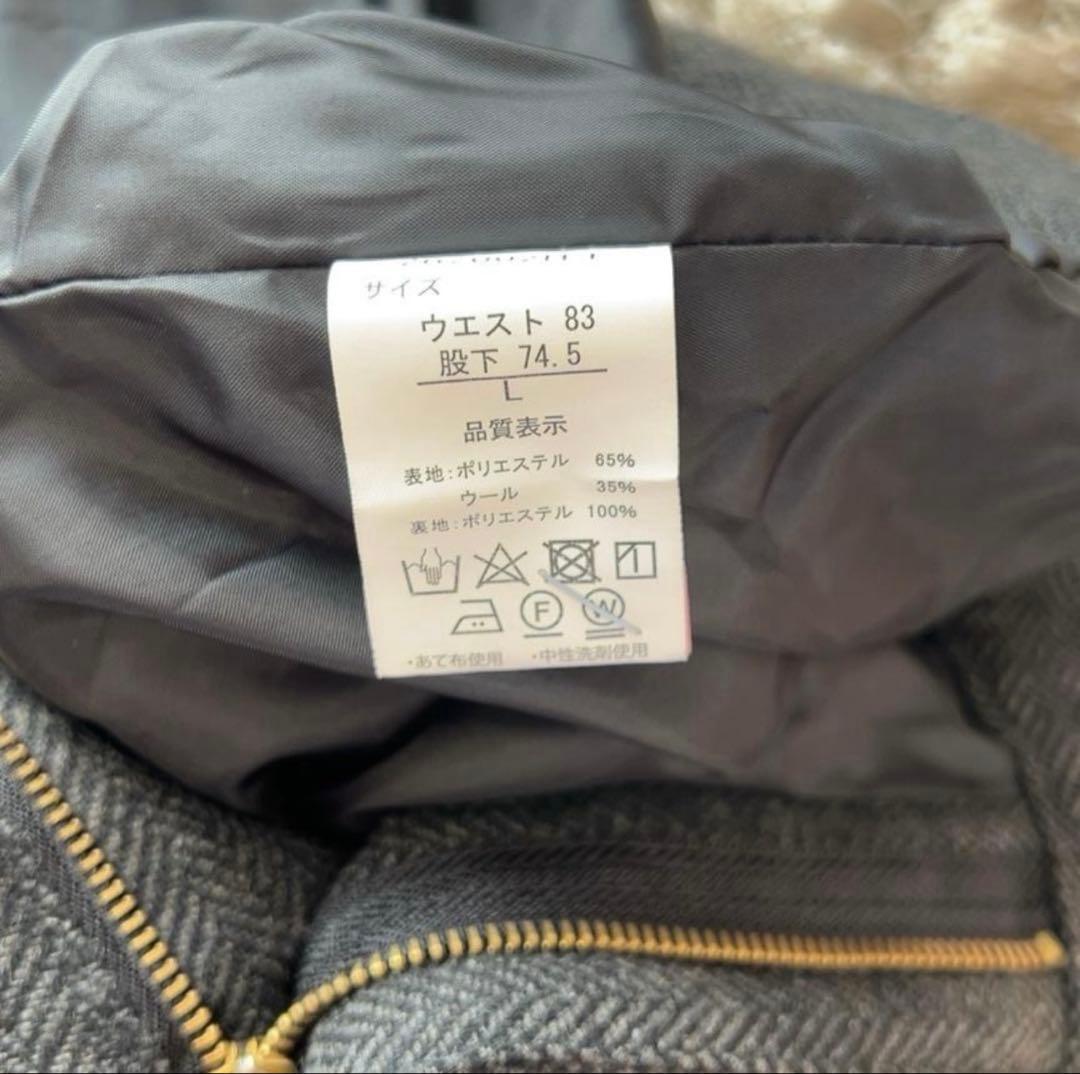 サイズ
ウエスト 83
股下 74.5
L
品質表示
表地:ポリエステル 65%
ウール 35%
裏地:ポリエステル 100%
F W
・あて布使用 ・中性洗剤使用